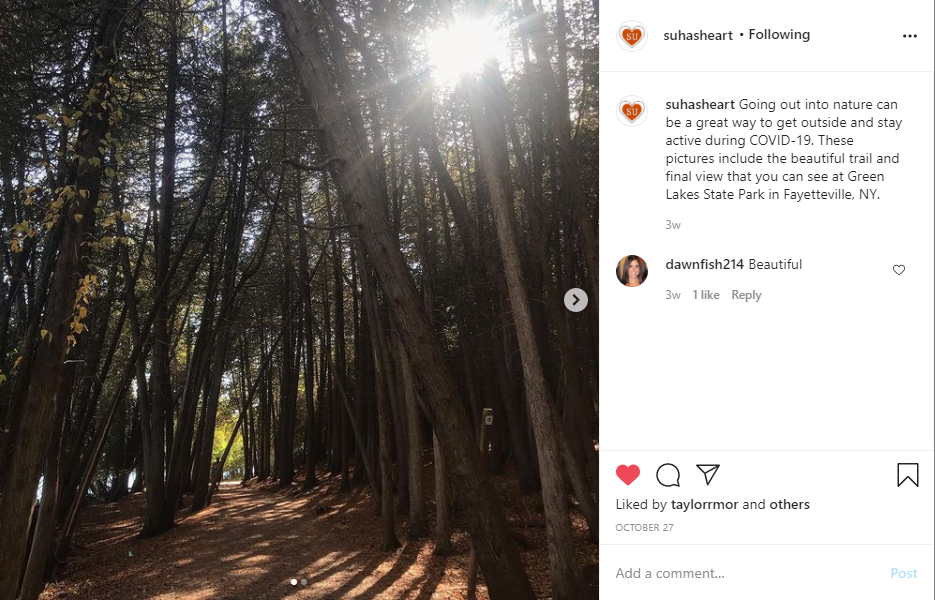 SU
suhasheart • Following
SU
suhasheart Going out into nature can
be a great way to get outside and stay
active during COVID-19. These
pictures include the beautiful trail and
final view that you can see at Green
Lakes State Park in Fayetteville, NY.
3w
dawnfish214 Beautiful
3w 1 like Reply
Liked by taylorrmor and others
OCTOBER 27
Add a comment... Post